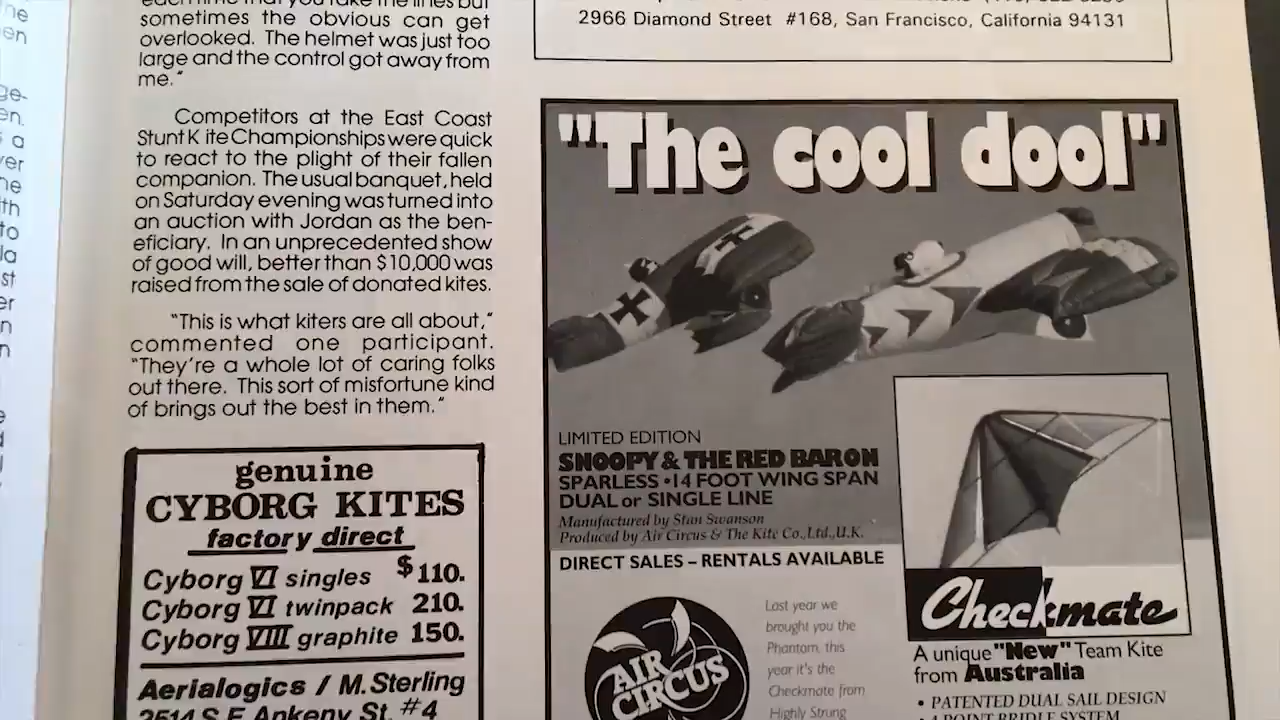 sometimes the obvious can get
overlooked. The helmet was just too
large and the control got away from
me."
Competitors at the East Coast
Stunt K ite Championships were quick
to react to the plight of their fallen
companion. The usual banquet, held
on Saturday evening was turned into
an auction with Jordan as the ben-
eficiary. In an unprecedented show
of good will, better than $10,000 was
raised from the sale of donated kites.
"This is what kiters are all about,"
commented one participant.
"They're a whole lot of caring folks
out there. This sort of misfortune kind
of brings out the best in them."
genuine
CYBORG KITES
factory direct
Cyborg VI singles $110.
Cyborg VI twinpack 210.
Cyborg VIII graphite 150.
Aerialogics / M. Sterling
2514 S.E. Ankeny St. #4
2966 Diamond Street #168, San Francisco, California 94131
"The cool dool"
LIMITED EDITION
SNOOPY & THE RED BARON
SPARLESS • 14 FOOT WING SPAN
DUAL or SINGLE LINE
Manufactured by Stan Swanson
Produced by Air Circus & The Kite Co., Ltd., U.K.
DIRECT SALES – RENTALS AVAILABLE
AIR
CIRCUS
Last year we
brought you the
Phantom, this
year it's the
Checkmate from
Highly Strung
Checkmate
A unique "New" Team Kite
from Australia
• PATENTED DUAL SAIL DESIGN
• 4 POINT BRIDLE SYSTEM